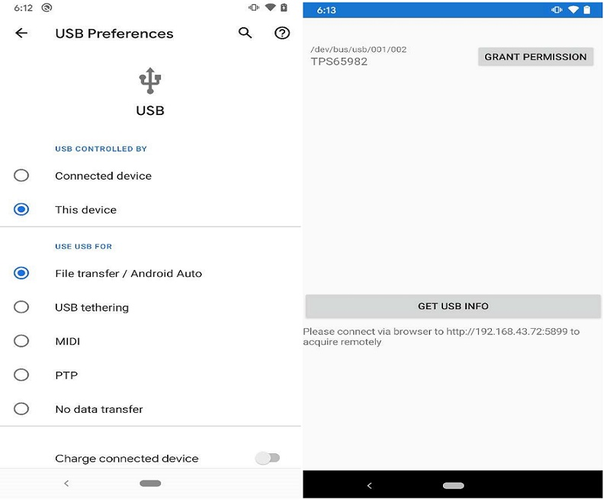 6:12
USB Preferences
USB
USB CONTROLLED BY
Connected device
This device
USE USB FOR
File transfer / Android Auto
USB tethering
MIDI
PTP
No data transfer
Charge connected device
6:13
/dev/bus/usb/001/002
TPS65982
GRANT PERMISSION
GET USB INFO
Please connect via browser to http://192.168.43.72:5899 to
acquire remotely